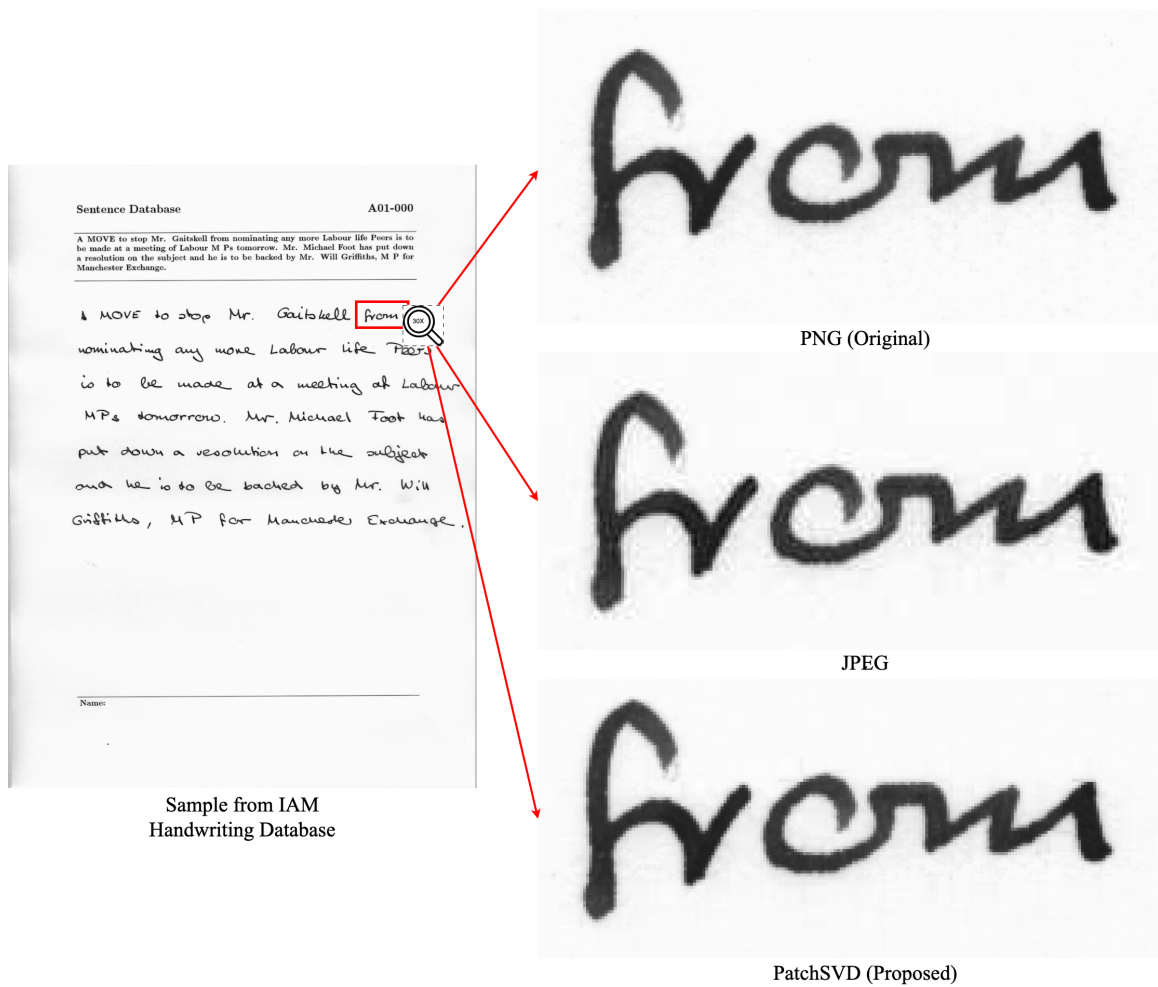 Sentence Database
A01-000
A MOVE to stop Mr. Gaitskell from nominating any more Labour life Peers is to
be made at a meeting of Labour M Ps tomorrow. Mr. Michael Foot has put down
a resolution on the subject and he is to be backed by Mr. Will Griffiths, M P for
Manchester Exchange.
A MOVE to stop Mr. Gaitskell from
30X
nominating any more Labour life Peers
is to be made at a meeting of Labour
MPs tomorrow. Mr. Michael Foot has
put down a resolution on the subject
and he is to be backed by Mr. Will
Griffiths, MP for Manchester Exchange.
Name:
Sample from IAM
Handwriting Database
from
PNG (Original)
from
JPEG
from
PatchSVD (Proposed)